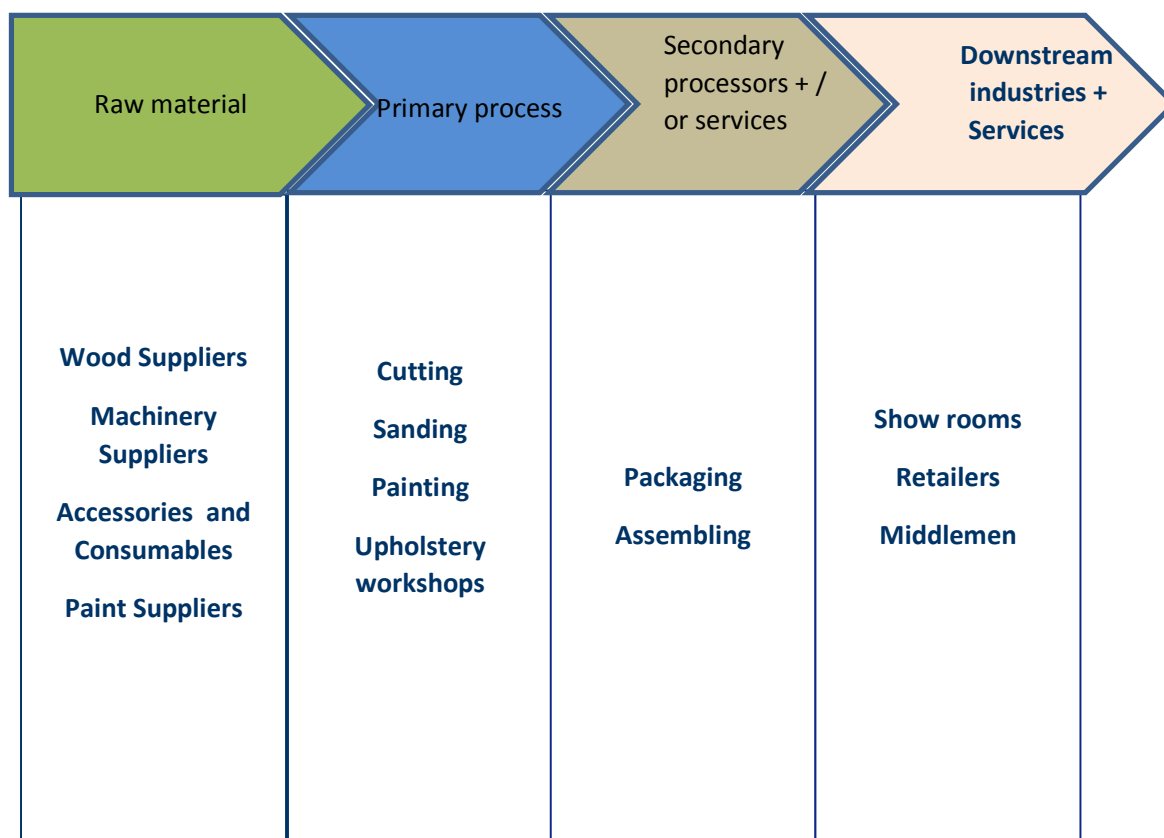 Raw material
Primary process
Secondary
processors + /
or services
Downstream
industries +
Services
Wood Suppliers
Machinery
Suppliers
Accessories  and
Consumables
Paint Suppliers
Cutting
Sanding
Painting
Upholstery
workshops
Packaging
Assembling
Show rooms
Retailers
Middlemen